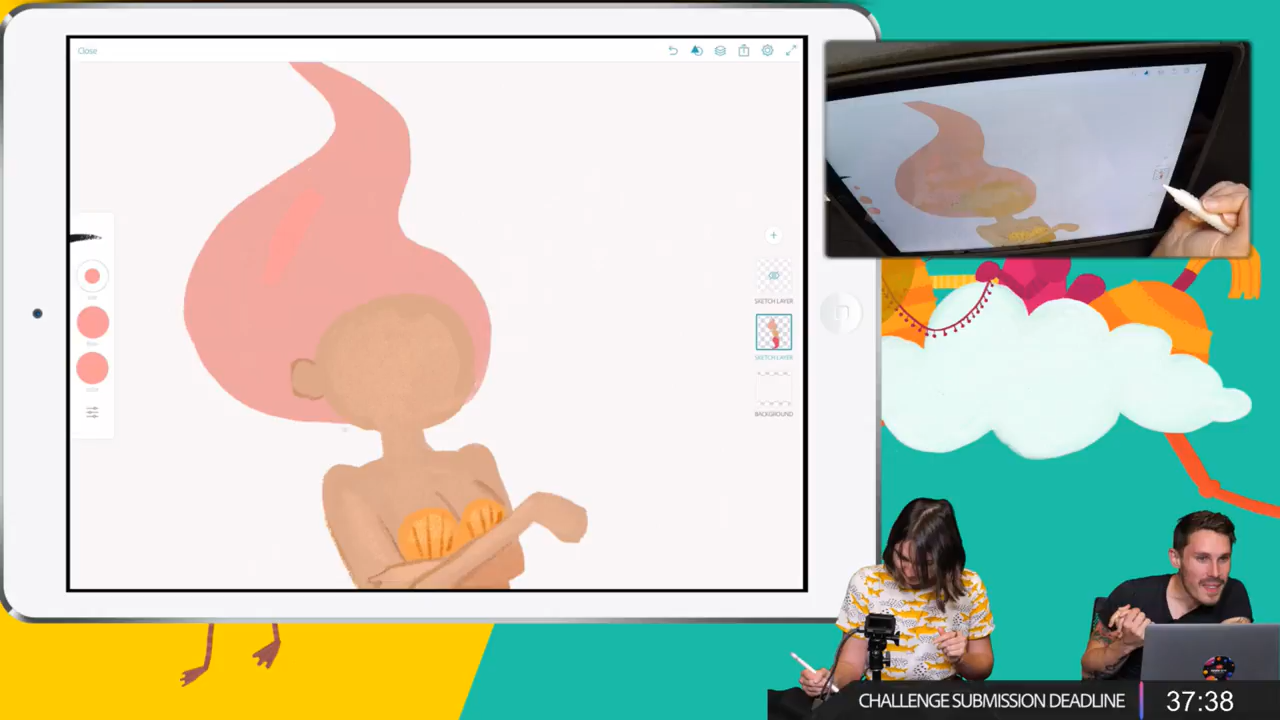 Close
SKETCH LAYER
SKETCH LAYER
BACKGROUND
CHALLENGE SUBMISSION DEADLINE 37:38